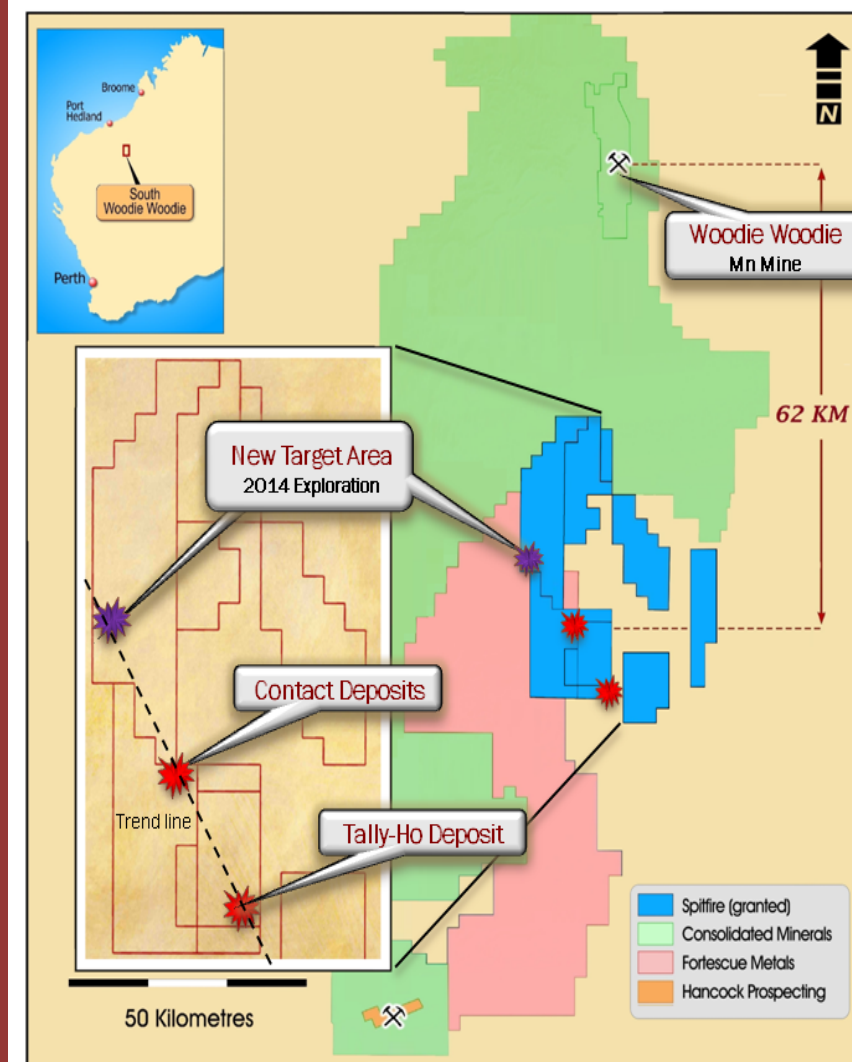 Broome
Port
Hedland
South
Woodie Woodie
Perth
N
Woodie Woodie
Mn Mine
62 KM
New Target Area
2014 Exploration
Contact Deposits
Trend line
Tally-Ho Deposit
50 Kilometres
Spitfire (granted)
Consolidated Minerals
Fortescue Metals
Hancock Prospecting